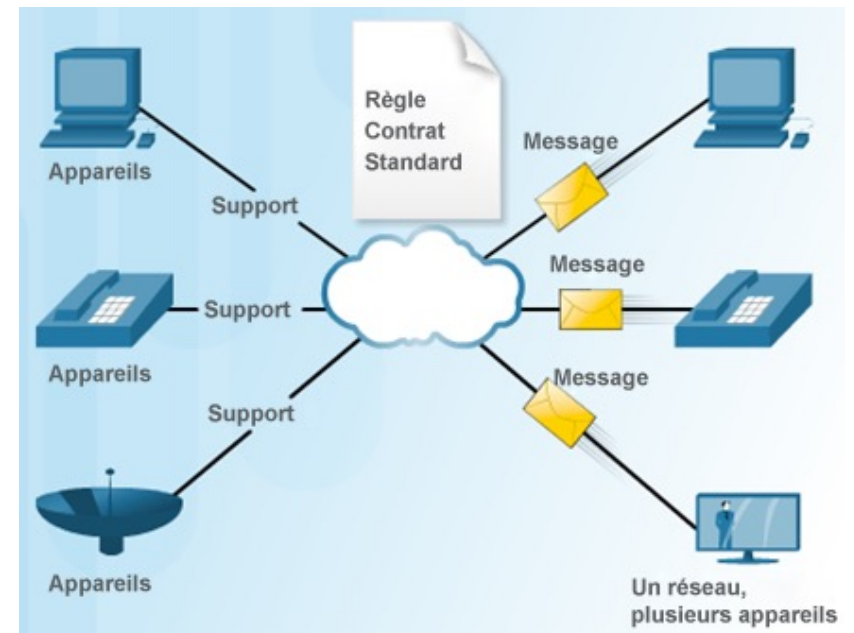 Règle
Contrat
Standard
Message
Appareils
Support
Message
Support
Appareils
Message
Support
Appareils
Un réseau,
plusieurs appareils